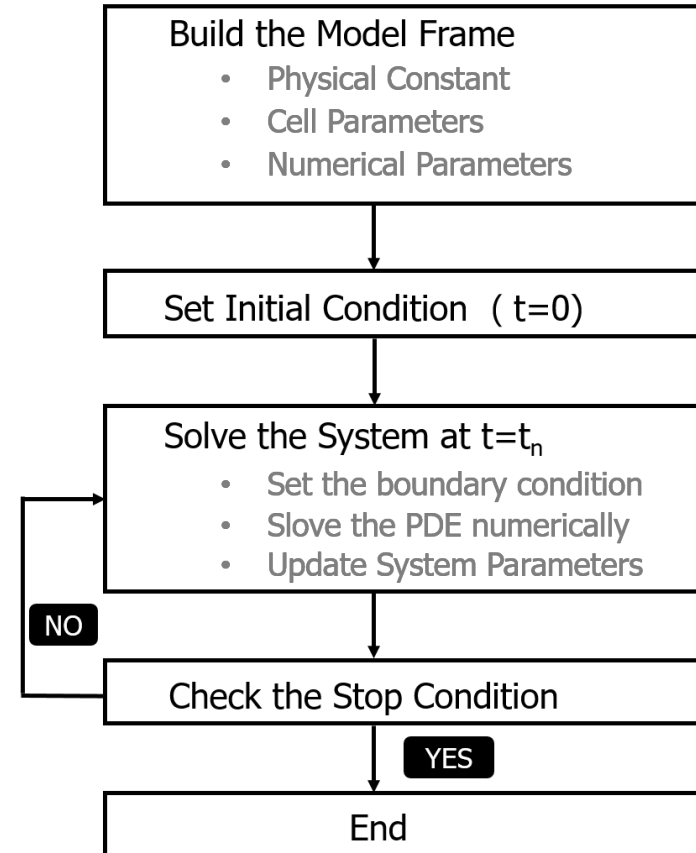 Build the Model Frame
• Physical Constant
• Cell Parameters
• Numerical Parameters
Set Initial Condition ( t=0)
Solve the System at t=tₙ
• Set the boundary condition
• Slove the PDE numerically
• Update System Parameters
NO
Check the Stop Condition
YES
End